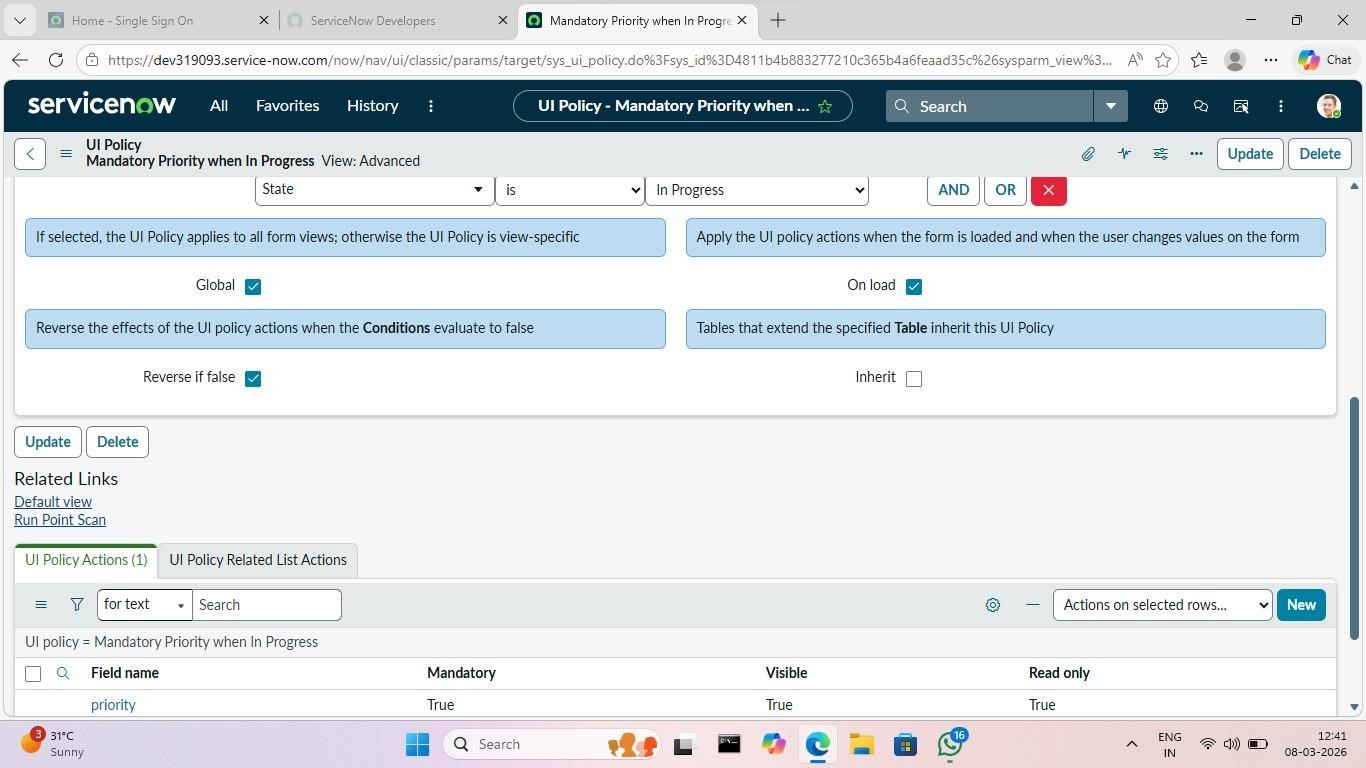 Home - Single Sign On
ServiceNow Developers
Mandatory Priority when In Progre
https://dev319093.service-now.com/now/nav/ui/classic/params/target/sys_ui_policy.do%3Fsys_id%3D4811b4b883277210c365b4a6feaad35c%26sysparm_view%3...
Chat
servicenow
All
Favorites
History
UI Policy - Mandatory Priority when ...
Search
UI Policy
Mandatory Priority when In Progress View: Advanced
Update
Delete
State
is
In Progress
AND
OR
If selected, the UI Policy applies to all form views; otherwise the UI Policy is view-specific
Apply the UI policy actions when the form is loaded and when the user changes values on the form
Global
On load
Reverse the effects of the UI policy actions when the Conditions evaluate to false
Tables that extend the specified Table inherit this UI Policy
Reverse if false
Inherit
Update
Delete
Related Links
Default view
Run Point Scan
UI Policy Actions (1)
UI Policy Related List Actions
for text
Search
Actions on selected rows...
New
UI policy = Mandatory Priority when In Progress
Field name Mandatory Visible Read only
priority True True True
3
31°C
Sunny
Search
16
ENG
IN
12:41
08-03-2026